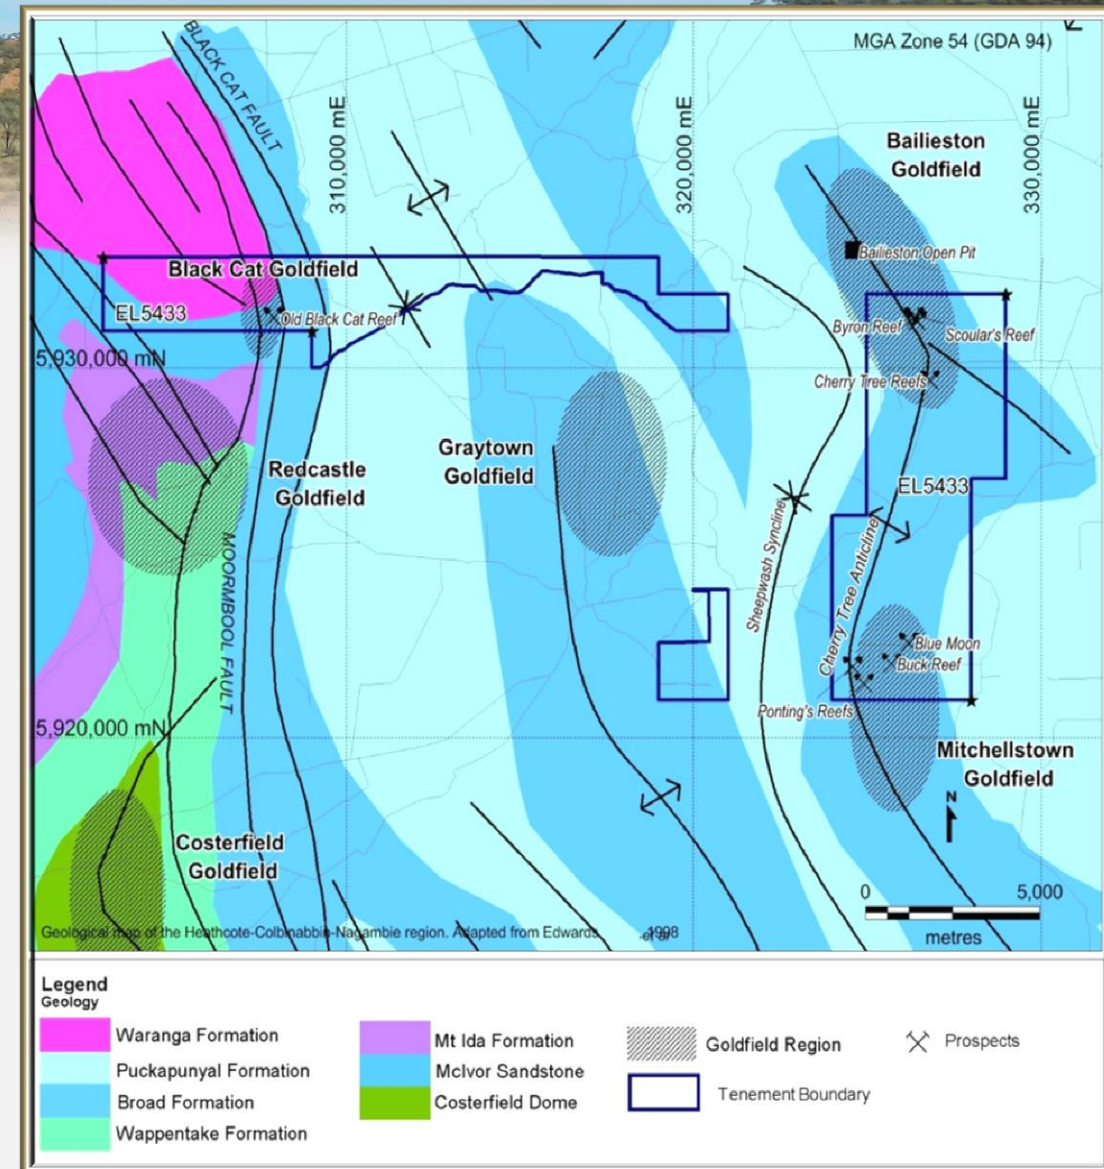 MGA Zone 54 (GDA 94)
BLACK CAT FAULT
310,000 mE
320,000 mE
330,000 mE
Bailieston
Goldfield
Bailieston Open Pit
Black Cat Goldfield
EL5433
Old Black Cat Reef
Byron Reef
Scoular's Reef
5,930,000 mN
Cherry Tree Reefs
Graytown
Goldfield
Redcastle
Goldfield
EL5433
MOORMBOOL FAULT
Sheepwash Syncline
Cherry Tree Anticline
Blue Moon
Buck Reef
Ponting's Reefs
5,920,000 mN
Mitchellstown
Goldfield
N
Costerfield
Goldfield
0 5,000
metres
Geological map of the Heathcote-Colbinabbin-Nagambie region. Adapted from Edwards et al 1998
Legend
Geology
Waranga Formation
Puckapunyal Formation
Broad Formation
Wappentake Formation
Mt Ida Formation
McIvor Sandstone
Costerfield Dome
Goldfield Region
Tenement Boundary
Prospects